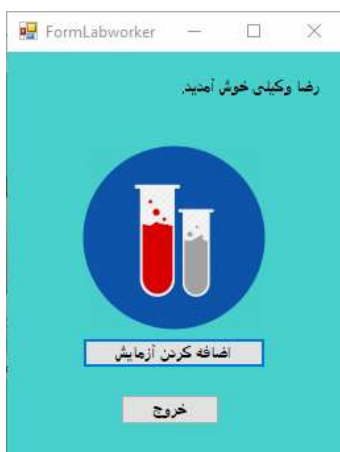 FormLabworker
رضا وکیلی خوش آمدید.
اضافه کردن آزمایش
خروج